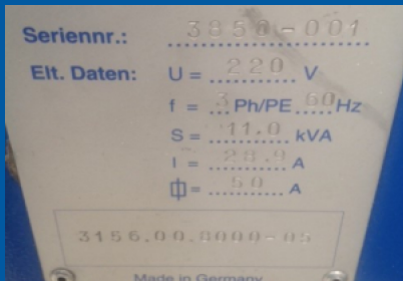 Seriennr.: 3850-001
Elt. Daten: U = 220 V
f = 3 Ph/PE 60 Hz
S = 11.0 kVA
I = 28.9 A
= 50 A
3156.00.0000-05
Made in Germany